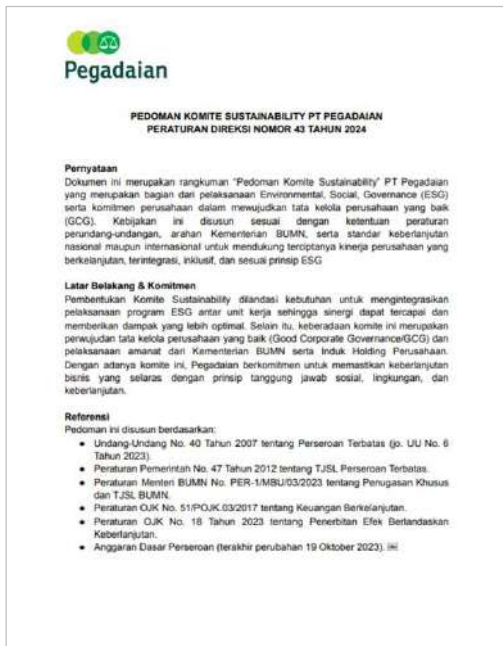 Pegadaian
PEDOMAN KOMITE SUSTAINABILITY PT PEGADAIAN
PERATURAN DIREKSI NOMOR 43 TAHUN 2024
Pernyataan
Dokumen ini merupakan rangkuman "Pedoman Komite Sustainability" PT Pegadaian
yang merupakan bagian dari pelaksanaan Environmental, Social, Governance (ESG)
serta komitmen perusahaan dalam mewujudkan tata kelola perusahaan yang baik
(GCG). Kebijakan ini disusun sesuai dengan ketentuan peraturan
perundang-undangan, arahan Kementerian BUMN, serta standar keberlanjutan
nasional maupun internasional untuk mendukung terciptanya kinerja perusahaan yang
berkelanjutan, terintegrasi, inklusif, dan sesuai prinsip ESG
Latar Belakang & Komitmen
Pembentukan Komite Sustainability dilandasi kebutuhan untuk mengintegrasikan
pelaksanaan program ESG antar unit kerja sehingga sinergi dapat tercapai dan
memberikan dampak yang lebih optimal. Selain itu, keberadaan komite ini merupakan
perwujudan tata kelola perusahaan yang baik (Good Corporate Governance/GCG) dan
pelaksanaan amanat dari Kementerian BUMN serta Induk Holding Perusahaan.
Dengan adanya komite ini, Pegadaian berkomitmen untuk memastikan keberlanjutan
bisnis yang selaras dengan prinsip tanggung jawab sosial, lingkungan, dan
keberlanjutan.
Referensi
Pedoman ini disusun berdasarkan:
● Undang-Undang No. 40 Tahun 2007 tentang Perseroan Terbatas (jo. UU No. 6
Tahun 2023).
● Peraturan Pemerintah No. 47 Tahun 2012 tentang TJSL Perseroan Terbatas.
● Peraturan Menteri BUMN No. PER-1/MBU/03/2023 tentang Penugasan Khusus
dan TJSL BUMN.
● Peraturan OJK No. 51/POJK.03/2017 tentang Keuangan Berkelanjutan.
● Peraturan OJK No. 18 Tahun 2023 tentang Penerbitan Efek Berlandaskan
Keberlanjutan.
● Anggaran Dasar Perseroan (terakhir perubahan 19 Oktober 2023).